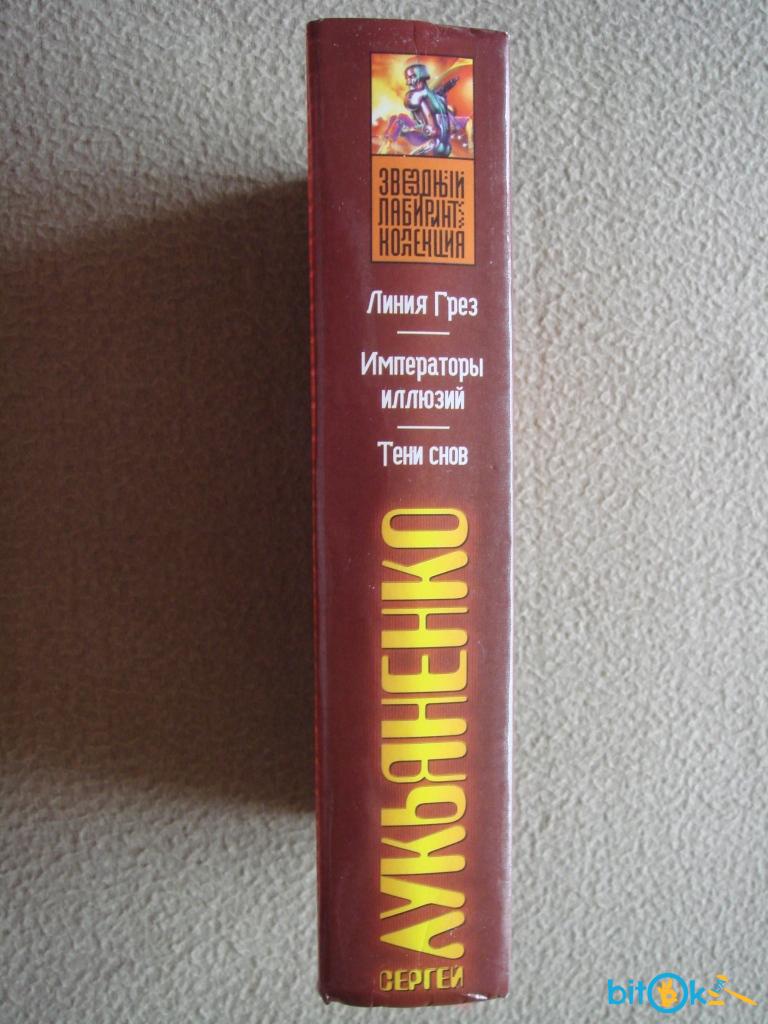 ЗВЕЗДНЫЙ
ЛАБИРИНТ
КОЛЛЕКЦИЯ
Линия Грез
Императоры
иллюзий
Тени снов
СЕРГЕЙ
ЛУКЬЯНЕНКО
bitOk